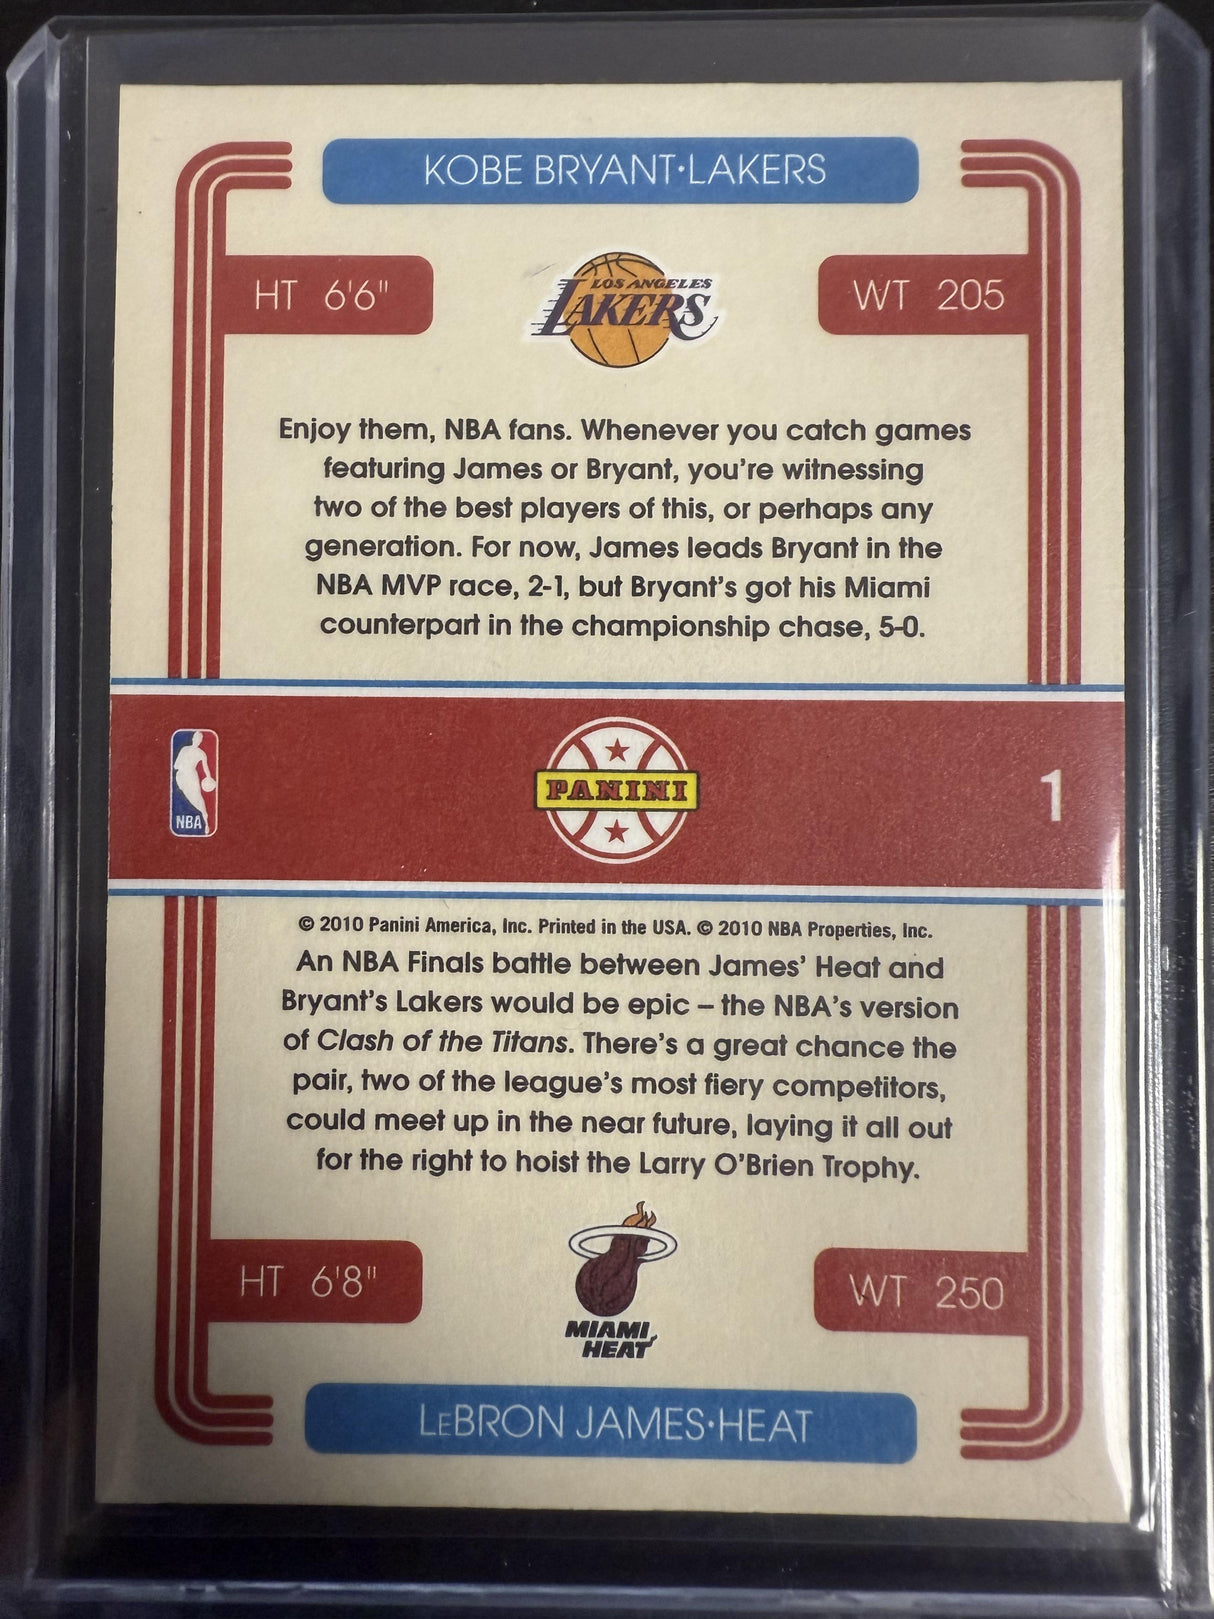 KOBE BRYANT•LAKERS
HT 6'6"
LOS ANGELES
LAKERS
WT 205
Enjoy them, NBA fans. Whenever you catch games
featuring James or Bryant, you're witnessing
two of the best players of this, or perhaps any
generation. For now, James leads Bryant in the
NBA MVP race, 2-1, but Bryant's got his Miami
counterpart in the championship chase, 5-0.
NBA
PANINI
1
© 2010 Panini America, Inc. Printed in the USA. © 2010 NBA Properties, Inc.
An NBA Finals battle between James' Heat and
Bryant's Lakers would be epic – the NBA's version
of Clash of the Titans. There's a great chance the
pair, two of the league's most fiery competitors,
could meet up in the near future, laying it all out
for the right to hoist the Larry O'Brien Trophy.
HT 6'8"
MIAMI
HEAT
WT 250
LeBRON JAMES•HEAT